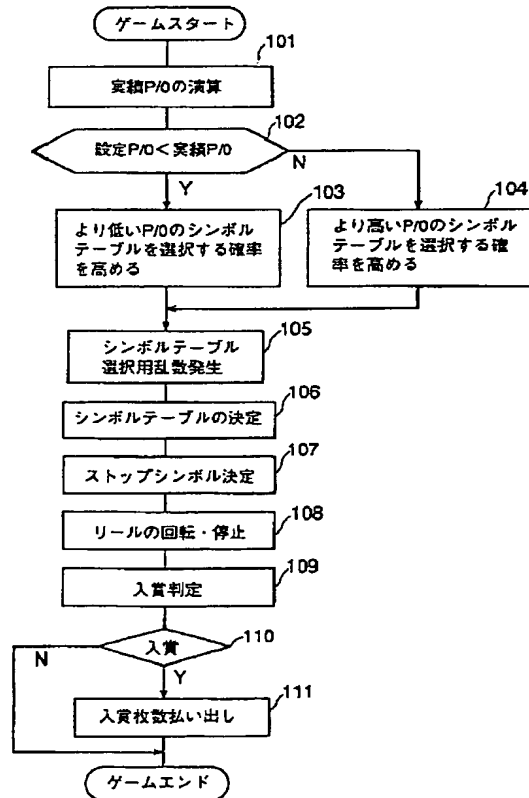 ゲームスタート
101
実績P/0の演算
102
設定P/0<実績P/0
N
Y
103
より低いP/0のシンボル
テーブルを選択する確率
を高める
104
より高いP/0のシンボル
テーブルを選択する確
率を高める
105
シンボルテーブル
選択用乱数発生
106
シンボルテーブルの決定
107
ストップシンボル決定
108
リールの回転・停止
109
入賞判定
110
入賞
N
Y
111
入賞枚数払い出し
ゲームエンド